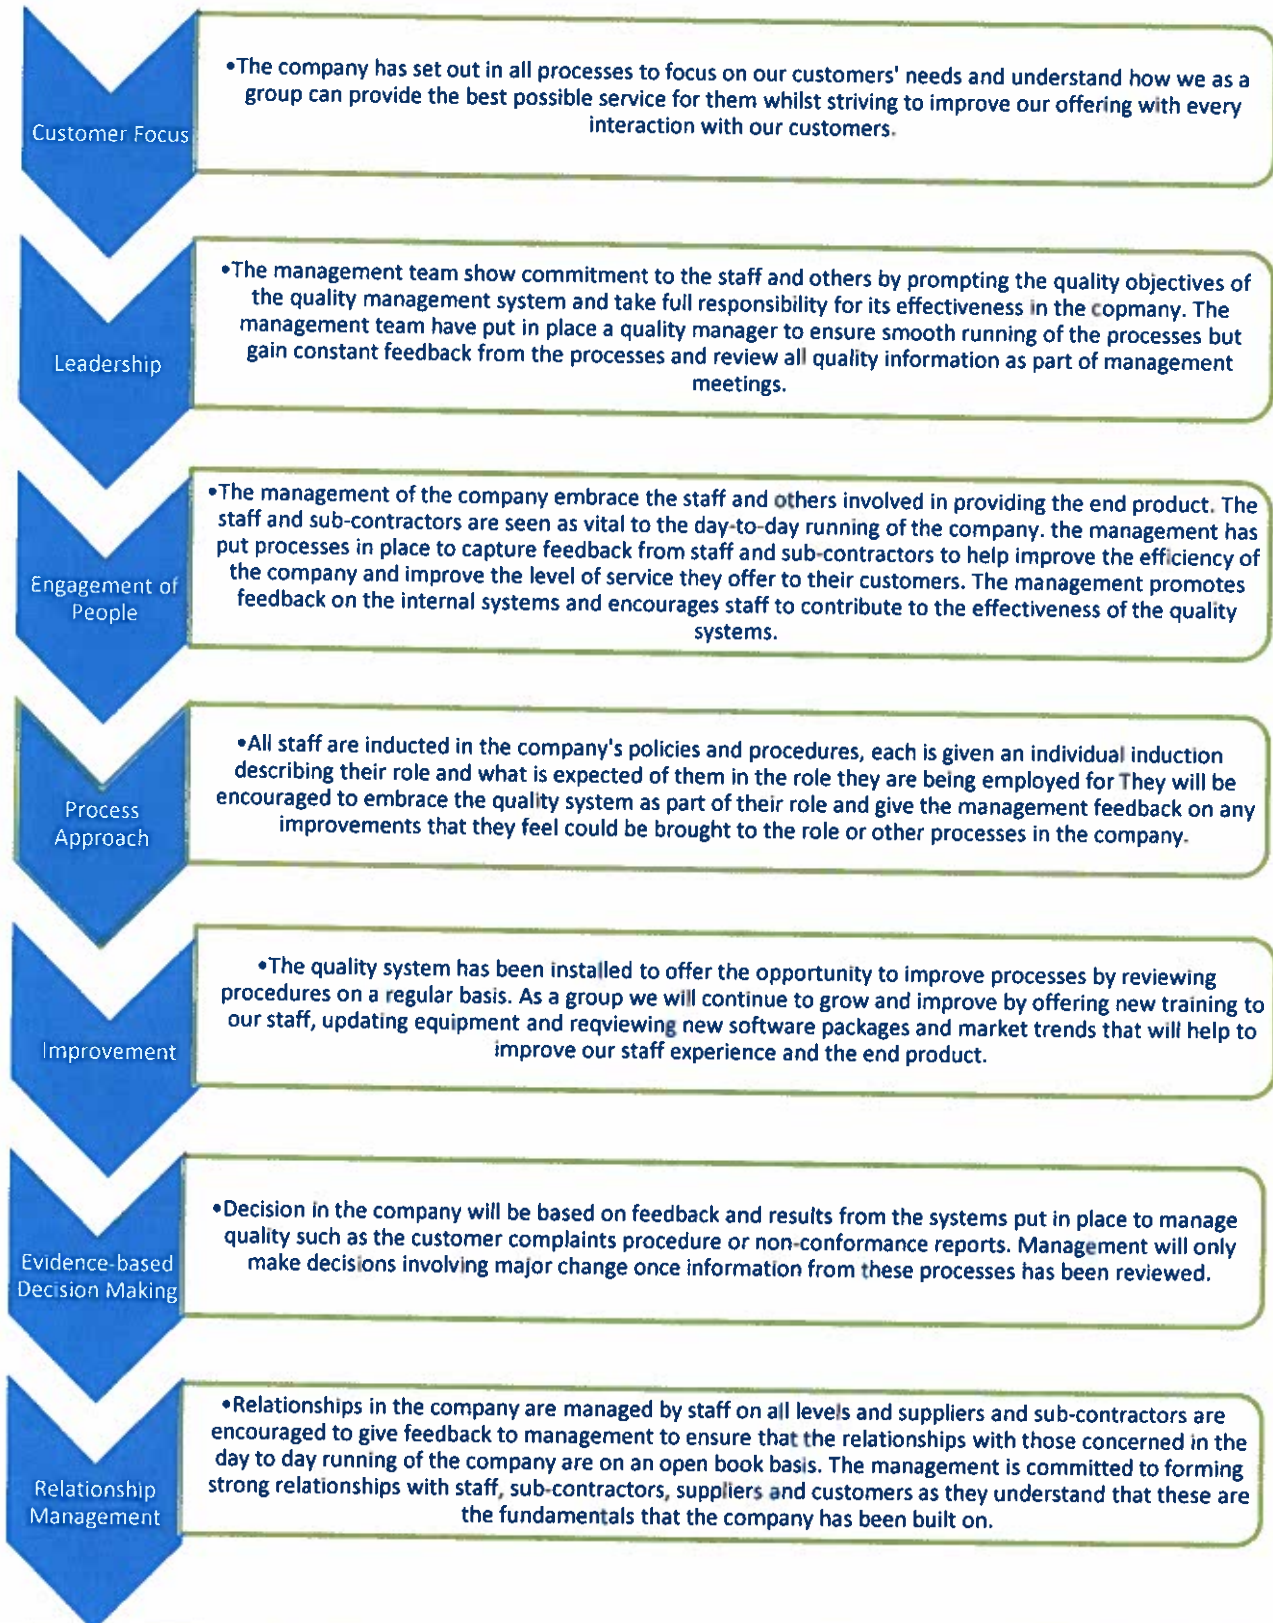 Customer Focus
•The company has set out in all processes to focus on our customers' needs and understand how we as a
group can provide the best possible service for them whilst striving to improve our offering with every
interaction with our customers.
Leadership
•The management team show commitment to the staff and others by prompting the quality objectives of
the quality management system and take full responsibility for its effectiveness in the copmany. The
management team have put in place a quality manager to ensure smooth running of the processes but
gain constant feedback from the processes and review all quality information as part of management
meetings.
Engagement of
People
•The management of the company embrace the staff and others involved in providing the end product. The
staff and sub-contractors are seen as vital to the day-to-day running of the company. the management has
put processes in place to capture feedback from staff and sub-contractors to help improve the efficiency of
the company and improve the level of service they offer to their customers. The management promotes
feedback on the internal systems and encourages staff to contribute to the effectiveness of the quality
systems.
Process
Approach
•All staff are inducted in the company's policies and procedures, each is given an individual induction
describing their role and what is expected of them in the role they are being employed for They will be
encouraged to embrace the quality system as part of their role and give the management feedback on any
improvements that they feel could be brought to the role or other processes in the company.
Improvement
•The quality system has been installed to offer the opportunity to improve processes by reviewing
procedures on a regular basis. As a group we will continue to grow and improve by offering new training to
our staff, updating equipment and reqviewing new software packages and market trends that will help to
improve our staff experience and the end product.
Evidence-based
Decision Making
•Decision in the company will be based on feedback and results from the systems put in place to manage
quality such as the customer complaints procedure or non-conformance reports. Management will only
make decisions involving major change once information from these processes has been reviewed.
Relationship
Management
•Relationships in the company are managed by staff on all levels and suppliers and sub-contractors are
encouraged to give feedback to management to ensure that the relationships with those concerned in the
day to day running of the company are on an open book basis. The management is committed to forming
strong relationships with staff, sub-contractors, suppliers and customers as they understand that these are
the fundamentals that the company has been built on.